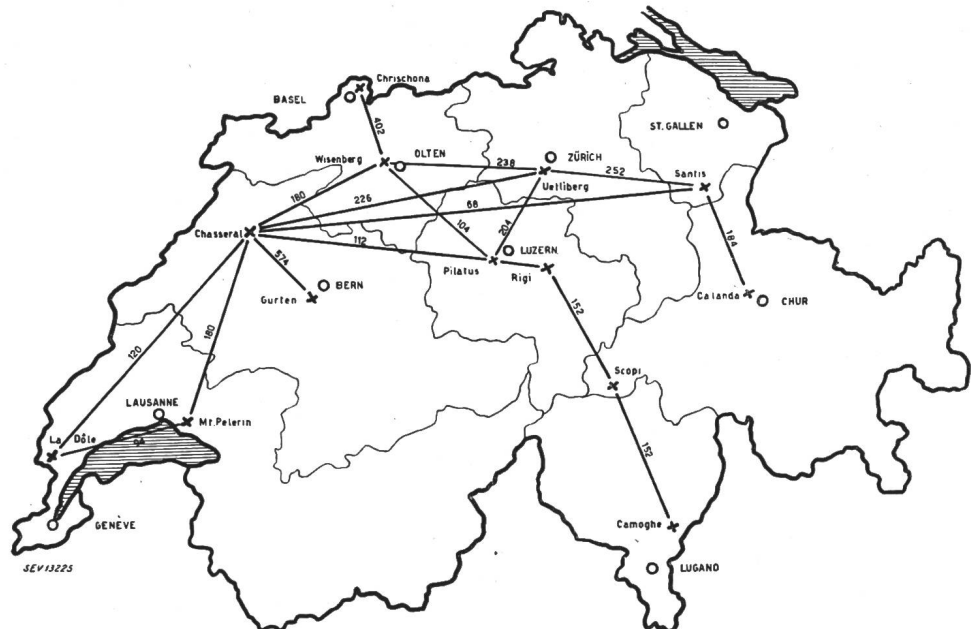 Chrischona
BASEL
402
ST. GALLEN
Wisenberg
OLTEN
238
ZÜRICH
252
Säntis
Uetliberg
180
226
68
104
204
184
Chasseral
112
LUZERN
Pilatus
Rigi
574
BERN
Gurten
152
Calanda
CHUR
120
180
Scopi
LAUSANNE
Mt. Pelerin
La Dôle
152
Camoghe
GENÈVE
SEV13225
LUGANO